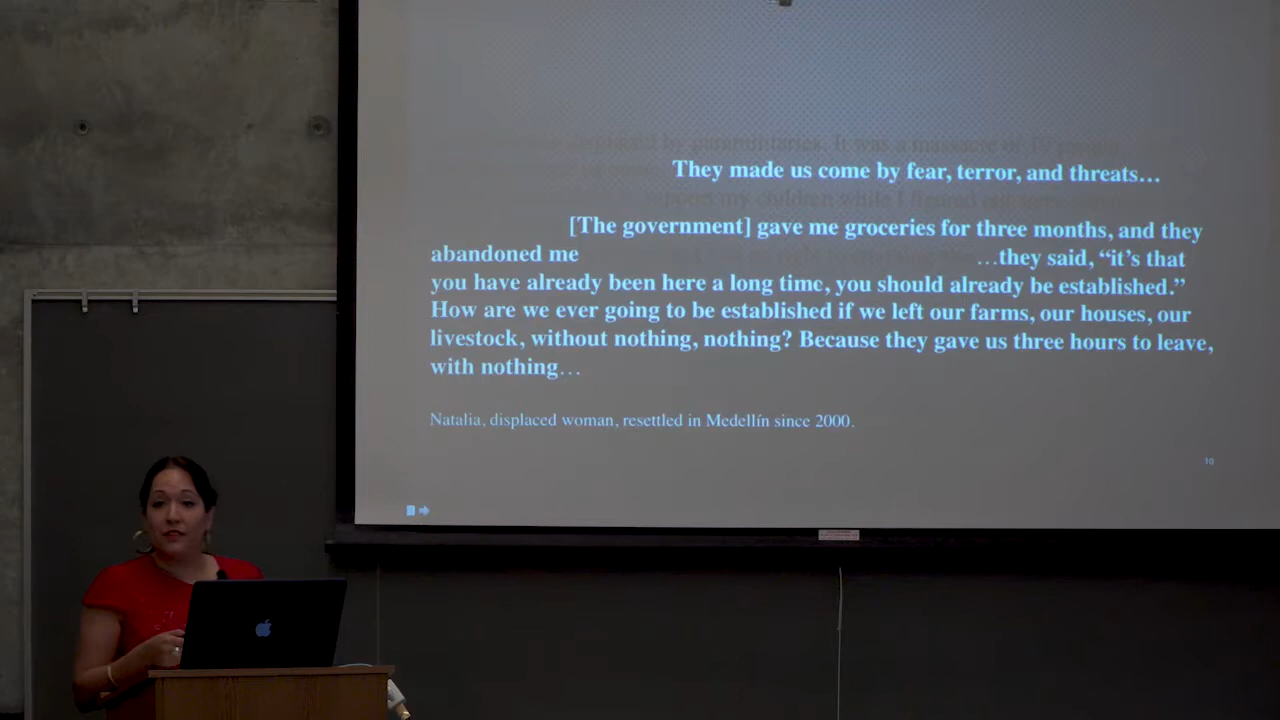 They made us come by fear, terror, and threats…
[The government] gave me groceries for three months, and they
abandoned me …they said, “it’s that
you have already been here a long time, you should already be established.”
How are we ever going to be established if we left our farms, our houses, our
livestock, without nothing, nothing? Because they gave us three hours to leave,
with nothing…
Natalia, displaced woman, resettled in Medellín since 2000.
10